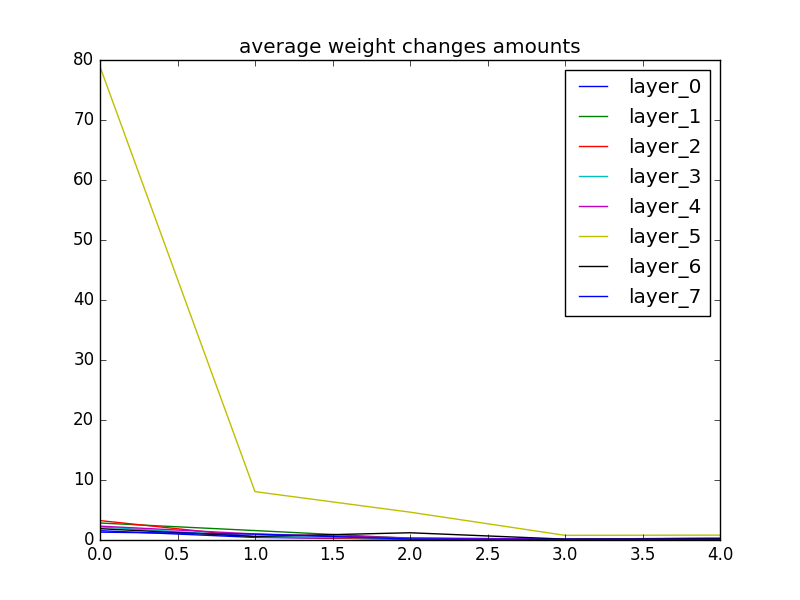 average weight changes amounts
80
70
60
50
40
30
20
10
0
0.0 0.5 1.0 1.5 2.0 2.5 3.0 3.5 4.0
layer_0
layer_1
layer_2
layer_3
layer_4
layer_5
layer_6
layer_7